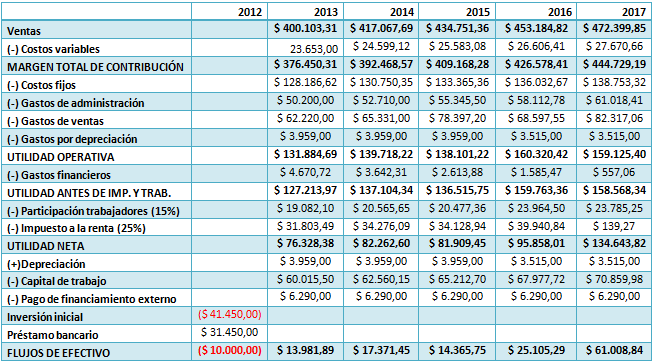 2012 2013 2014 2015 2016 2017
Ventas $ 400.103,31 $ 417.067,69 $ 434.751,36 $ 453.184,82 $ 472.399,85
(-) Costos variables 23.653,00 $ 24.599,12 $ 25.583,08 $ 26.606,41 $ 27.670,66
MARGEN TOTAL DE CONTRIBUCIÓN $ 376.450,31 $ 392.468,57 $ 409.168,28 $ 426.578,41 $ 444.729,19
(-) Costos fijos $ 128.186,62 $ 130.750,35 $ 133.365,36 $ 136.032,67 $ 138.753,32
(-) Gastos de administración $ 50.200,00 $ 52.710,00 $ 55.345,50 $ 58.112,78 $ 61.018,41
(-) Gastos de ventas $ 62.220,00 $ 65.331,00 $ 78.397,20 $ 68.597,55 $ 82.317,06
(-) Gastos por depreciación $ 3.959,00 $ 3.959,00 $ 3.959,00 $ 3.515,00 $ 3.515,00
UTILIDAD OPERATIVA $ 131.884,69 $ 139.718,22 $ 138.101,22 $ 160.320,42 $ 159.125,40
(-) Gastos financieros $ 4.670,72 $ 3.642,31 $ 2.613,88 $ 1.585,47 $ 557,06
UTILIDAD ANTES DE IMP. Y TRAB. $ 127.213,97 $ 137.104,34 $ 136.515,75 $ 159.763,36 $ 158.568,34
(-) Participación trabajadores (15%) $ 19.082,10 $ 20.565,65 $ 20.477,36 $ 23.964,50 $ 23.785,25
(-) Impuesto a la renta (25%) $ 31.803,49 $ 34.276,09 $ 34.128,94 $ 39.940,84 $ 139,27
UTILIDAD NETA $ 76.328,38 $ 82.262,60 $ 81.909,45 $ 95.858,01 $ 134.643,82
(+)Depreciación $ 3.959,00 $ 3.959,00 $ 3.959,00 $ 3.515,00 $ 3.515,00
(-) Capital de trabajo $ 60.015,50 $ 62.560,15 $ 65.212,70 $ 67.977,72 $ 70.859,98
(-) Pago de financiamiento externo $ 6.290,00 $ 6.290,00 $ 6.290,00 $ 6.290,00 $ 6.290,00
Inversión inicial ($ 41.450,00)
Préstamo bancario $ 31.450,00
FLUJOS DE EFECTIVO ($ 10.000,00) $ 13.981,89 $ 17.371,45 $ 14.365,75 $ 25.105,29 $ 61.008,84